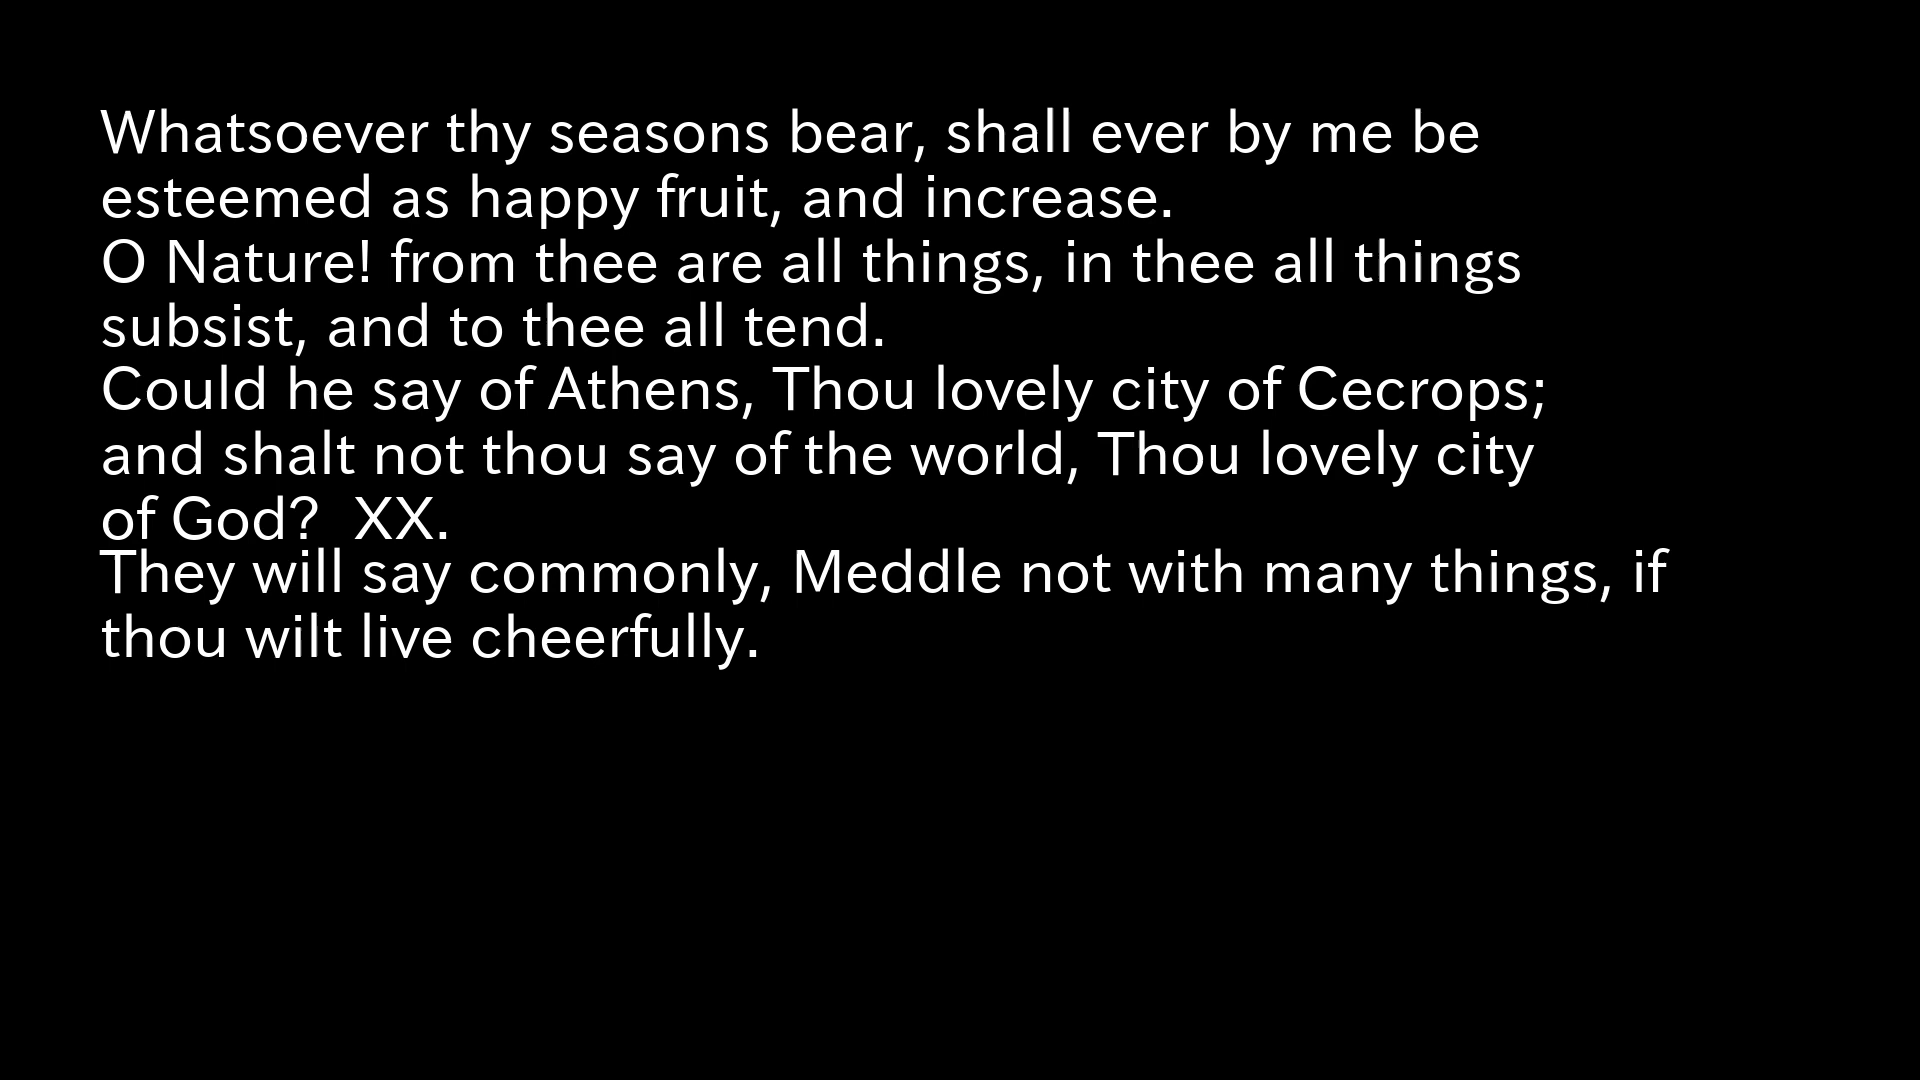 Whatsoever thy seasons bear, shall ever by me be
esteemed as happy fruit, and increase.
O Nature! from thee are all things, in thee all things
subsist, and to thee all tend.
Could he say of Athens, Thou lovely city of Cecrops;
and shalt not thou say of the world, Thou lovely city
of God?  XX.
They will say commonly, Meddle not with many things, if
thou wilt live cheerfully.